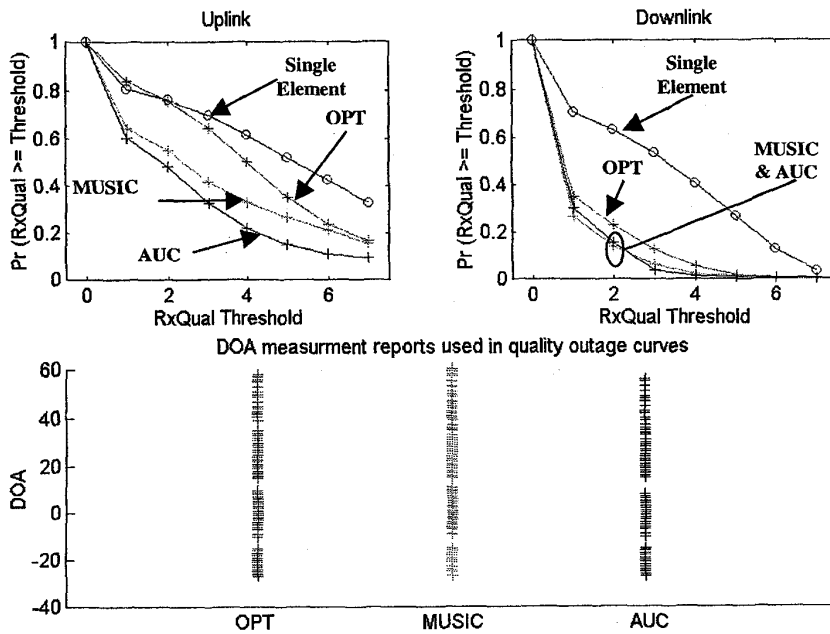 Uplink
Pr (RxQual >= Threshold)
1
0.8
0.6
0.4
0.2
0
0
2
4
6
RxQual Threshold
Single
Element
OPT
MUSIC
AUC
Downlink
Pr (RxQual >= Threshold)
1
0.8
0.6
0.4
0.2
0
0
2
4
6
RxQual Threshold
Single
Element
MUSIC
& AUC
OPT
DOA measurment reports used in quality outage curves
DOA
60
40
20
0
-20
-40
OPT
MUSIC
AUC